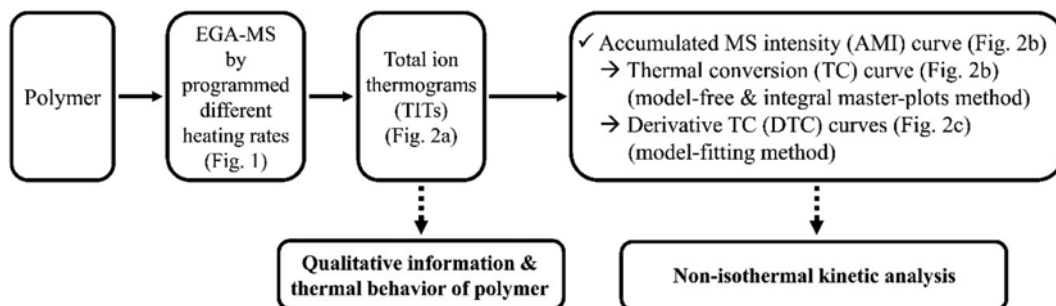 Polymer
EGA-MS
by
programmed
different
heating rates
(Fig. 1)
Total ion
thermograms
(TITs)
(Fig. 2a)
✓ Accumulated MS intensity (AMI) curve (Fig. 2b)
→ Thermal conversion (TC) curve (Fig. 2b)
(model-free & integral master-plots method)
→ Derivative TC (DTC) curves (Fig. 2c)
(model-fitting method)
Qualitative information &
thermal behavior of polymer
Non-isothermal kinetic analysis